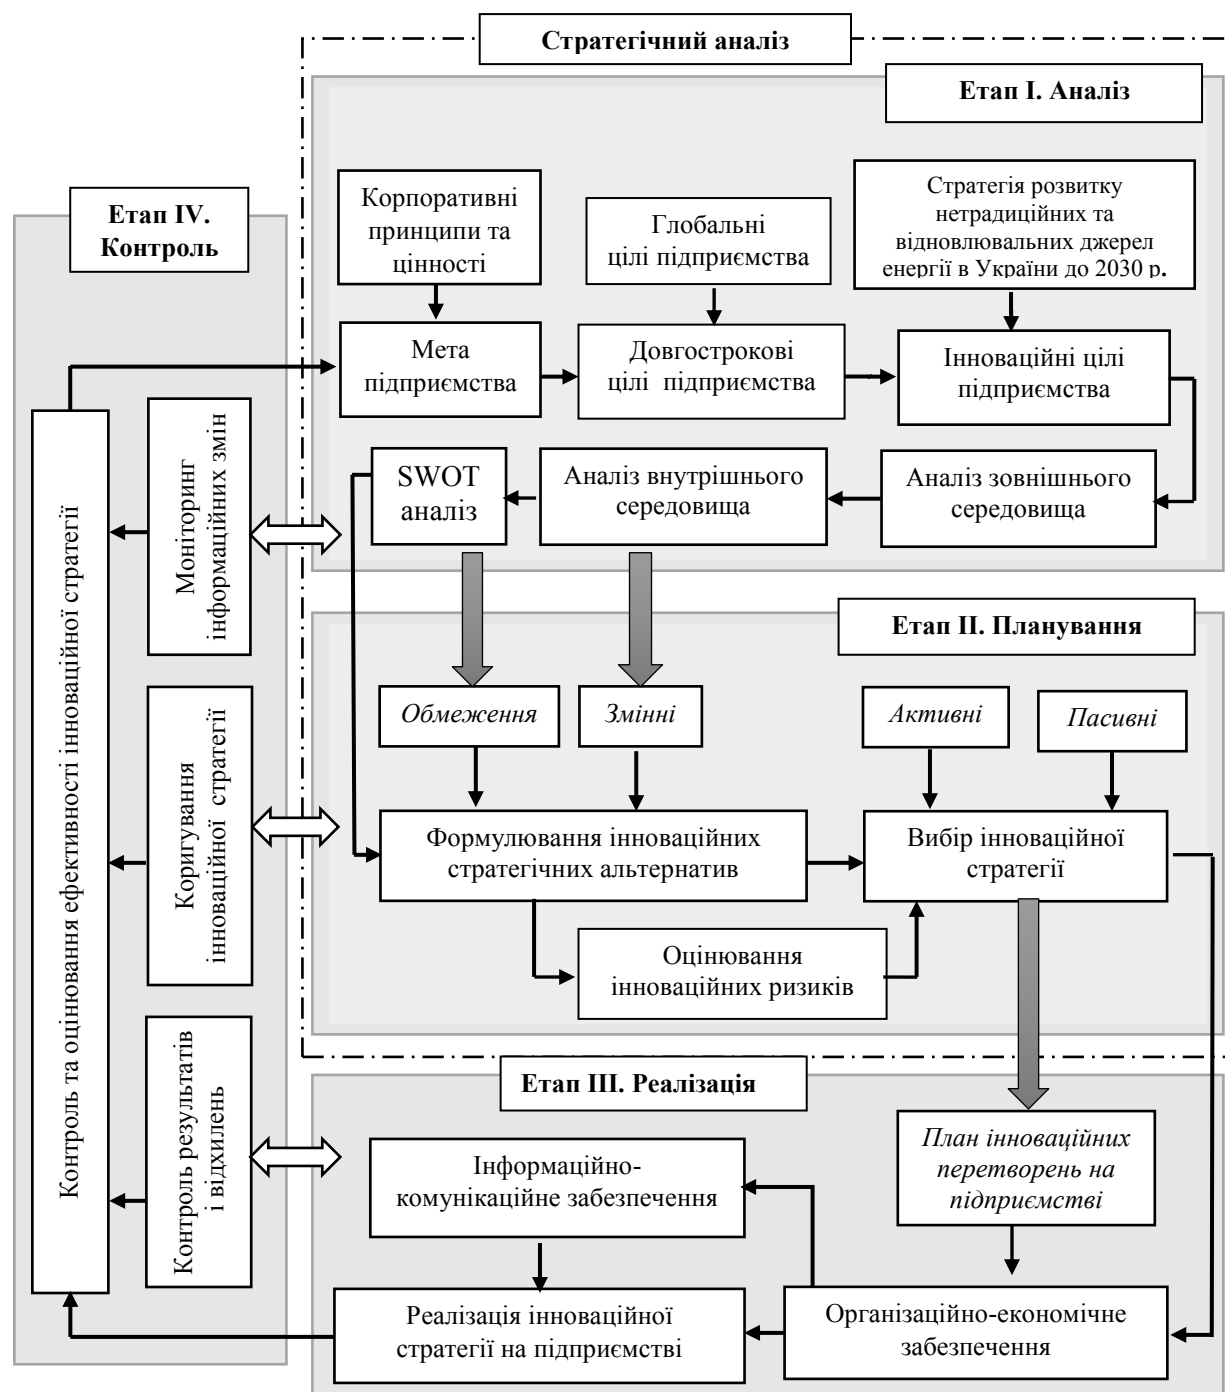 Стратегічний аналіз
Етап I. Аналіз
Корпоративні
принципи та
цінності
Глобальні
цілі підприємства
Стратегія розвитку
нетрадиційних та
відновлювальних джерел
енергії в України до 2030 р.
Мета
підприємства
Довгострокові
цілі підприємства
Інноваційні цілі
підприємства
SWOT
аналіз
Аналіз внутрішнього
середовища
Аналіз зовнішнього
середовища
Етап II. Планування
Обмеження
Змінні
Активні
Пасивні
Формулювання інноваційних
стратегічних альтернатив
Вибір інноваційної
стратегії
Оцінювання
інноваційних ризиків
Етап III. Реалізація
План інноваційних
перетворень на
підприємстві
Інформаційно-
комунікаційне забезпечення
Реалізація інноваційної
стратегії на підприємстві
Організаційно-економічне
забезпечення
Етап IV.
Контроль
Контроль та оцінювання ефективності інноваційної стратегії
Моніторинг
інформаційних змін
Коригування
інноваційної стратегії
Контроль результатів
і відхилень